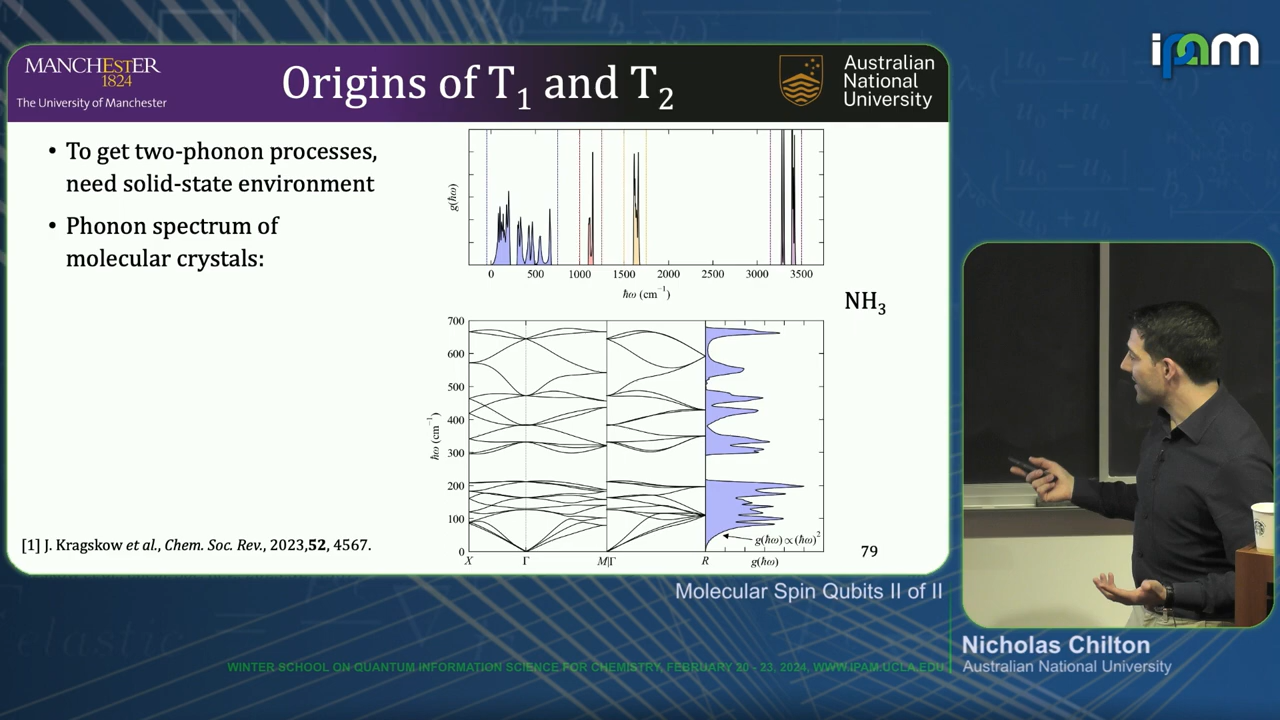 MANCHESTER
1824
The University of Manchester
Origins of T1 and T2
Australian
National
University
ipam
• To get two-phonon processes,
need solid-state environment
• Phonon spectrum of
molecular crystals:
g(ħω)
0 500 1000 1500 2000 2500 3000 3500
ħω (cm⁻¹)
NH3
700
600
500
400
300
200
100
0
ħω (cm⁻¹)
g(ħω) ∝ (ħω)²
X Γ M|Γ R g(ħω)
[1] J. Kragskow et al., Chem. Soc. Rev., 2023,52, 4567.
79
Molecular Spin Qubits II of II
Nicholas Chilton
Australian National University
WINTER SCHOOL ON QUANTUM INFORMATION SCIENCE FOR CHEMISTRY, FEBRUARY 20 - 23, 2024, WWW.IPAM.UCLA.EDU